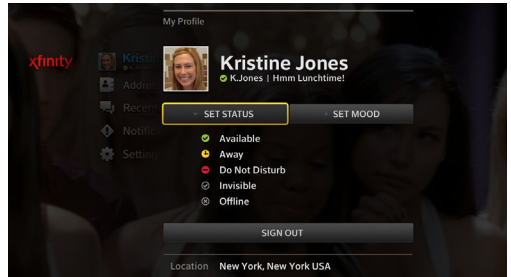 My Profile
xfinity
Kristine Jones
K.Jones | Hmm Lunchtime!
SET STATUS
SET MOOD
Available
Away
Do Not Disturb
Invisible
Offline
SIGN OUT
Location New York, New York USA